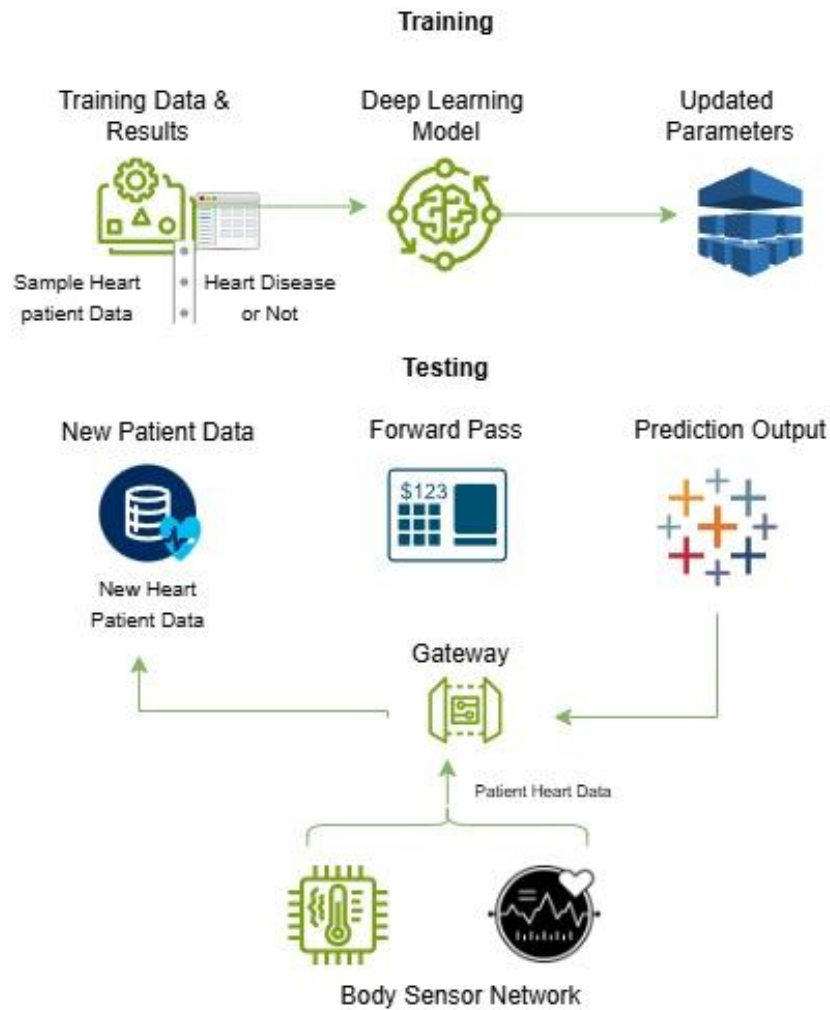 Training
Training Data &
Results
Deep Learning
Model
Updated
Parameters
Sample Heart
patient Data
Heart Disease
or Not
Testing
New Patient Data
Forward Pass
Prediction Output
$123
New Heart
Patient Data
Gateway
Patient Heart Data
Body Sensor Network